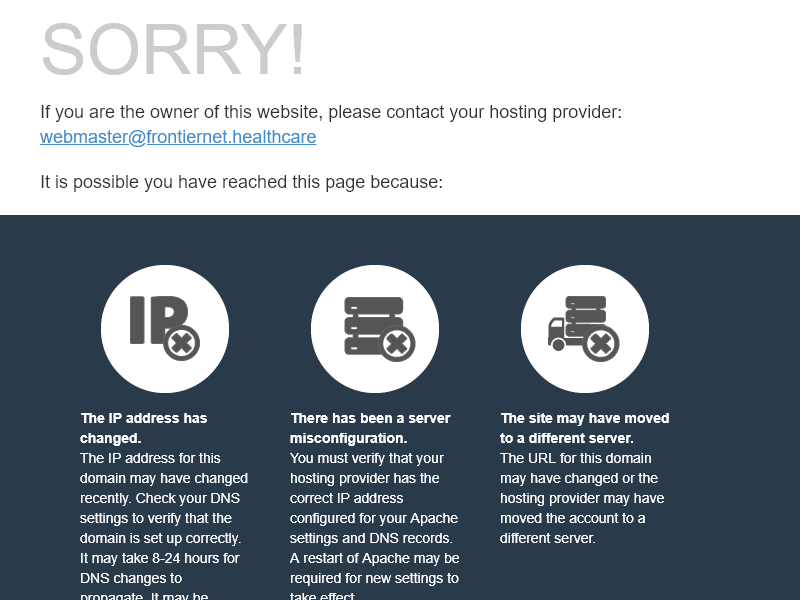 SORRY!
If you are the owner of this website, please contact your hosting provider:
webmaster@frontiernet.healthcare
It is possible you have reached this page because:
IP
The IP address has
changed.
The IP address for this
domain may have changed
recently. Check your DNS
settings to verify that the
domain is set up correctly.
It may take 8-24 hours for
DNS changes to
propagate. It may be
There has been a server
misconfiguration.
You must verify that your
hosting provider has the
correct IP address
configured for your Apache
settings and DNS records.
A restart of Apache may be
required for new settings to
take effect.
The site may have moved
to a different server.
The URL for this domain
may have changed or the
hosting provider may have
moved the account to a
different server.